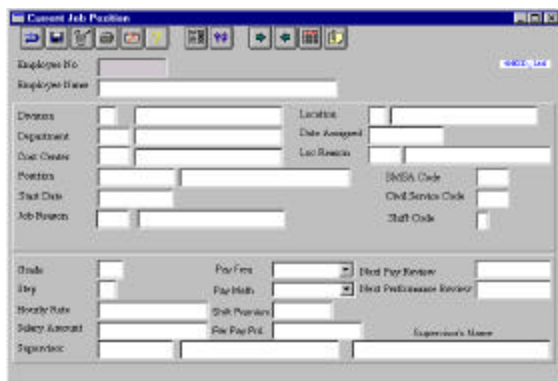 Current Job Position
Employee No
Employee Name
Division Location
Department Date Assigned
Cost Center Loc Reason
Position SMSA Code
Start Date Civil Service Code
Job Reason Shift Code
Grade Pay Freq Next Pay Review
Step Pay Meth Next Performance Review
Hourly Rate Shift Premium
Salary Amount Per Pay Prd. Supervisor's Name
Supervisor